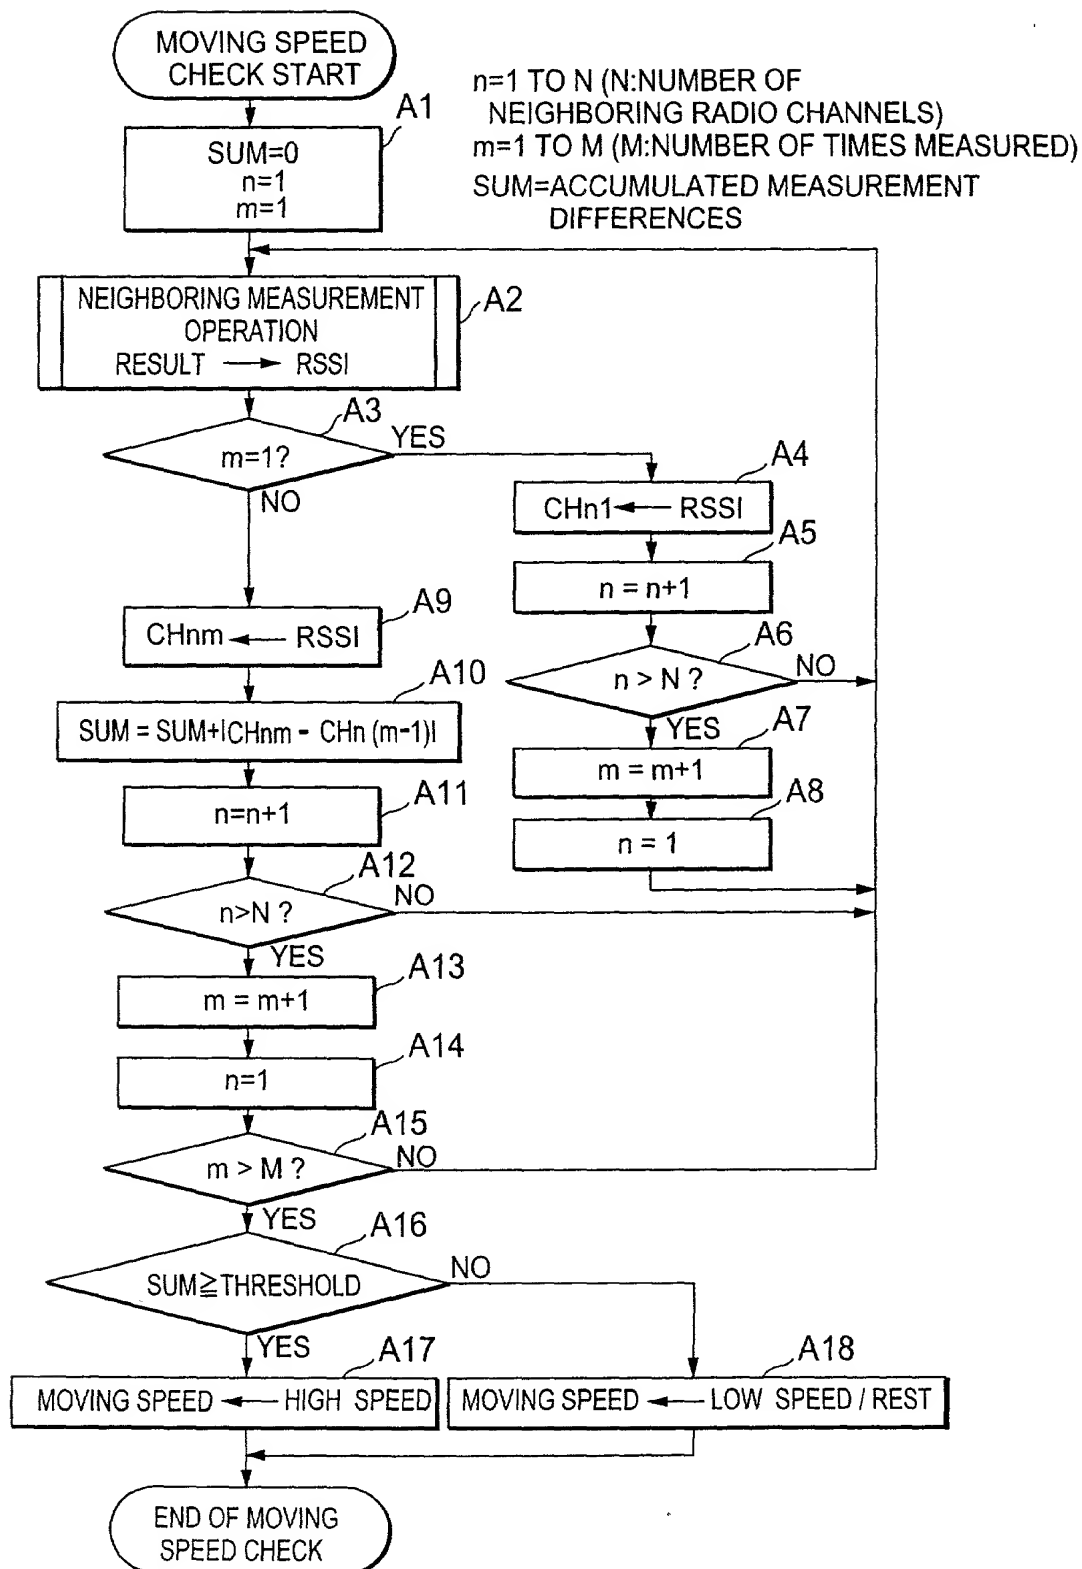 MOVING SPEED
CHECK START
n=1 TO N (N:NUMBER OF
NEIGHBORING RADIO CHANNELS)
m=1 TO M (M:NUMBER OF TIMES MEASURED)
SUM=ACCUMULATED MEASUREMENT
DIFFERENCES
A1
SUM=0
n=1
m=1
A2
NEIGHBORING MEASUREMENT
OPERATION
RESULT → RSSI
A3
m=1?
YES
NO
A4
CHn1 ← RSSI
A5
n = n+1
A6
n > N ?
NO
YES
A7
m = m+1
A8
n = 1
A9
CHnm ← RSSI
A10
SUM = SUM+|CHnm - CHn (m-1)|
A11
n=n+1
A12
n>N ?
NO
YES
A13
m = m+1
A14
n=1
A15
m > M ?
NO
YES
A16
SUM≧THRESHOLD
NO
YES
A17
MOVING SPEED ← HIGH SPEED
A18
MOVING SPEED ← LOW SPEED / REST
END OF MOVING
SPEED CHECK